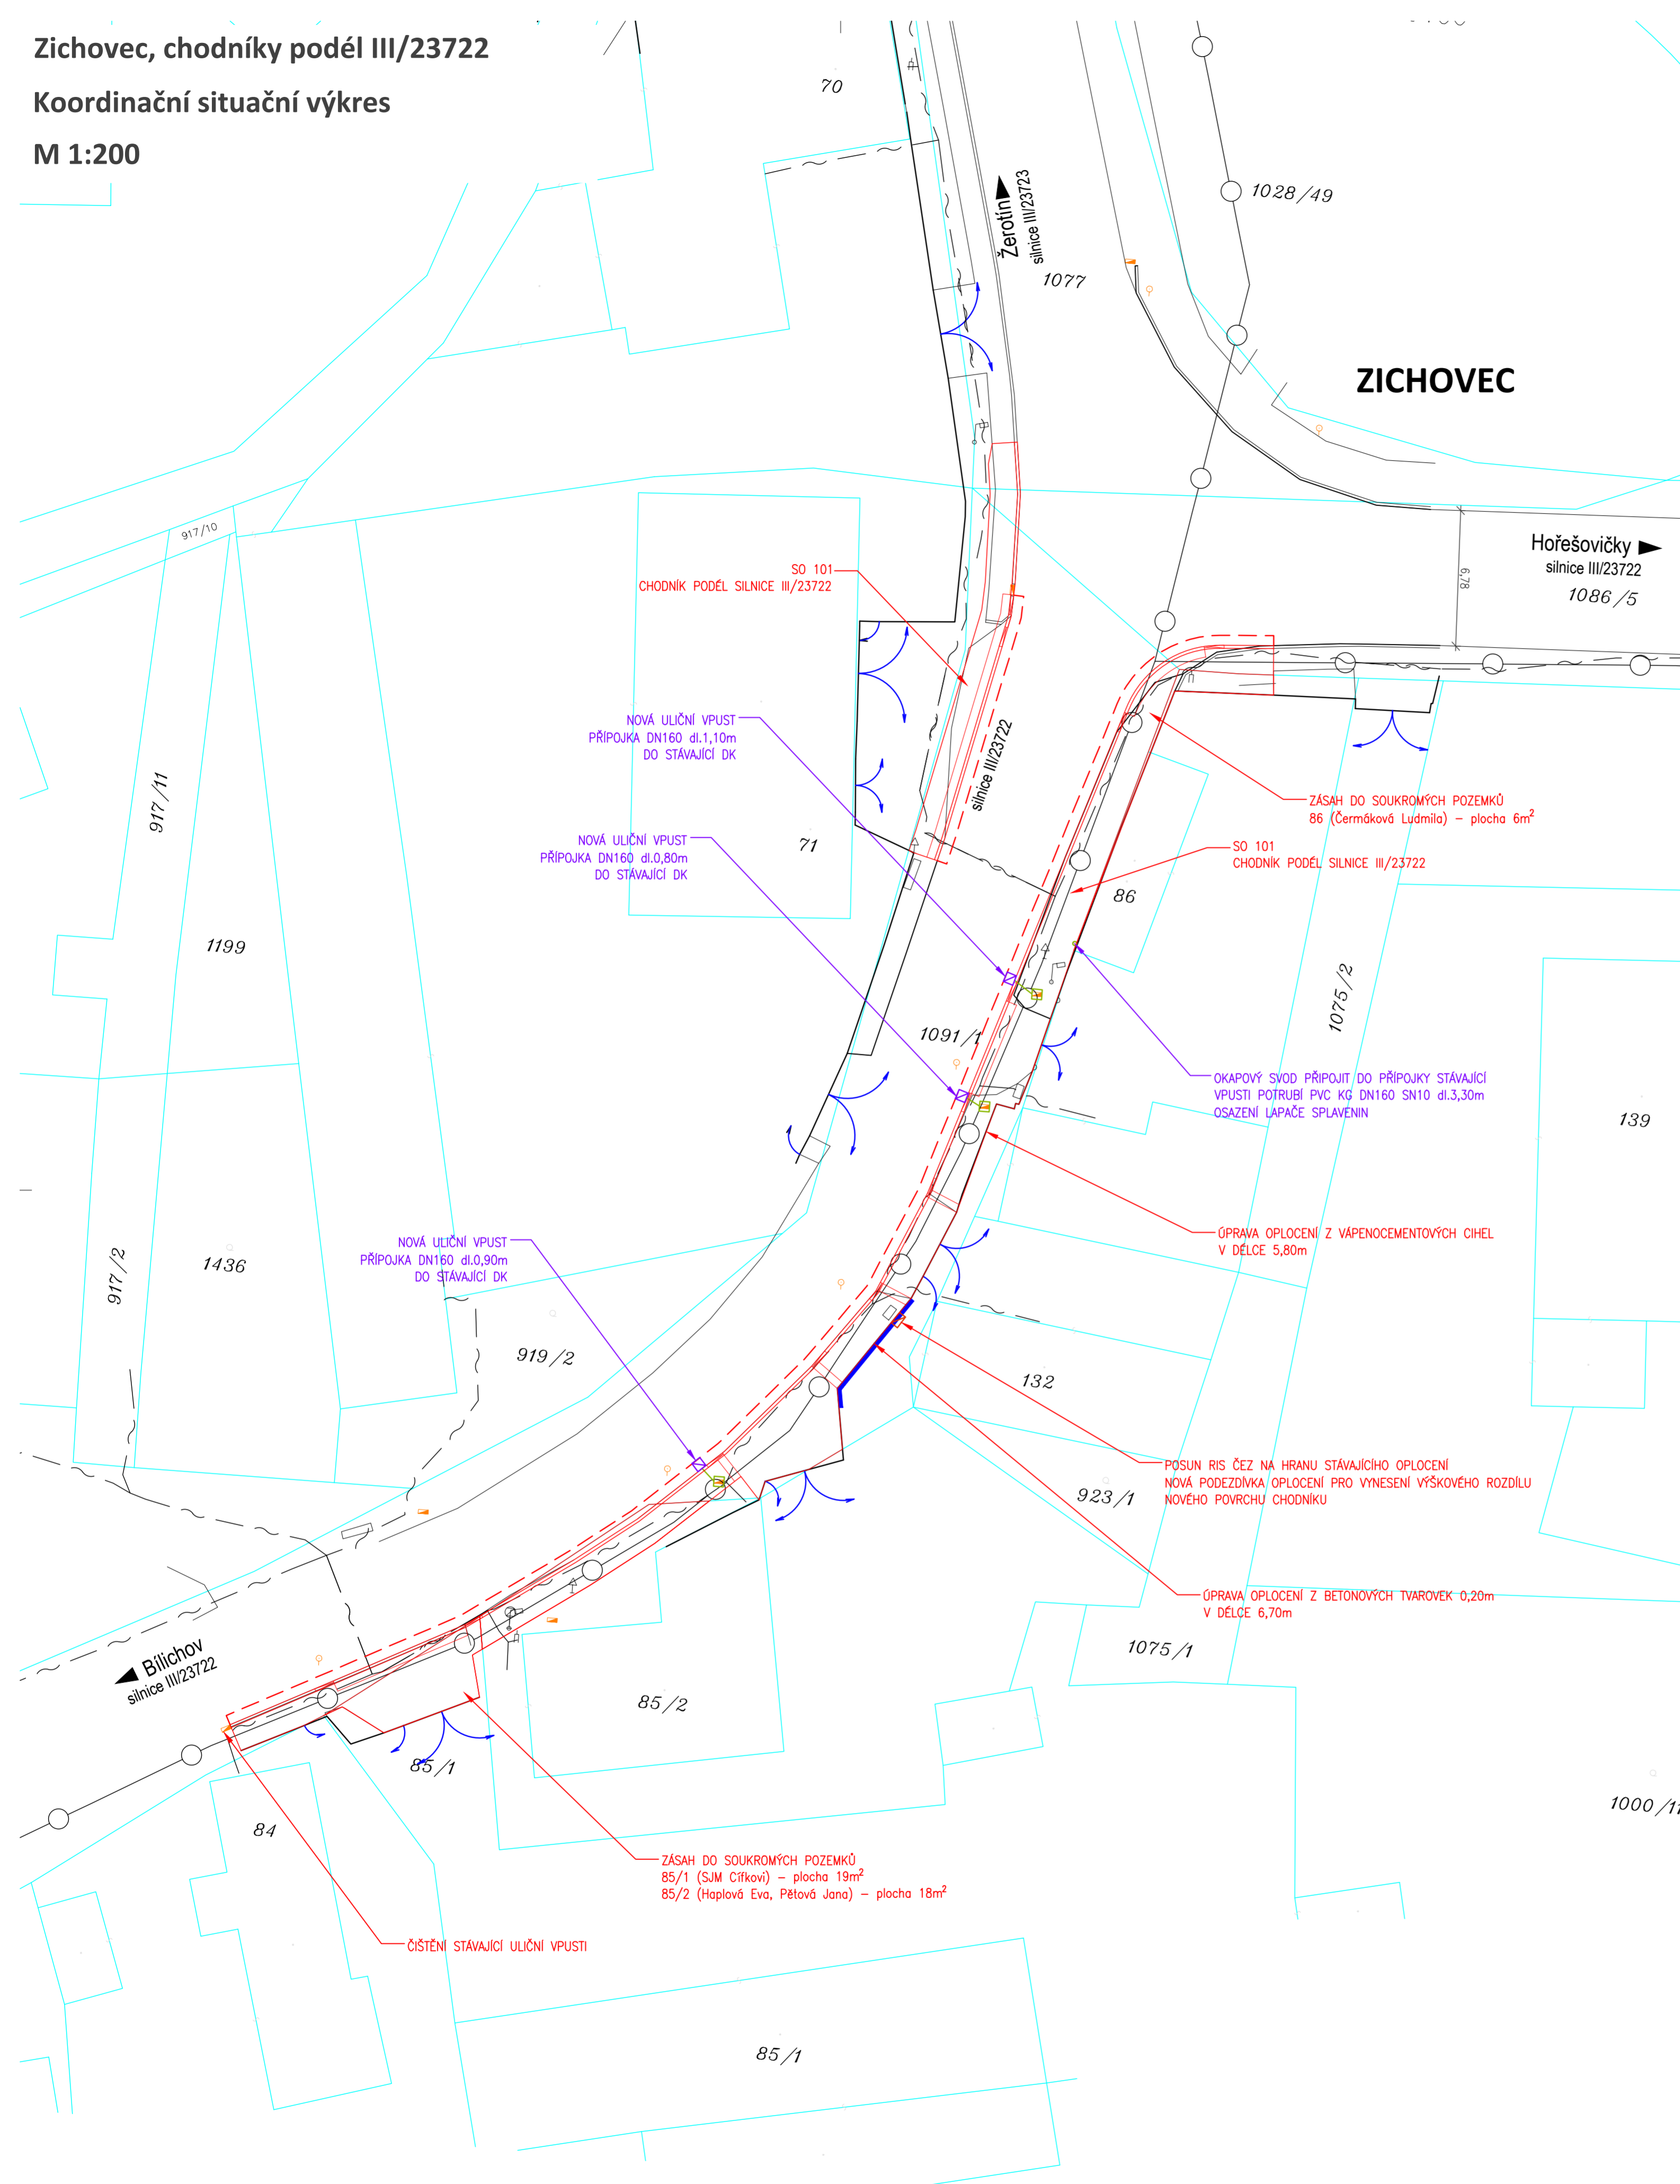 Zichovec, chodníky podél III/23722
Koordinační situační výkres
M 1:200
70
1028/49
Žerotín
silnice III/23723
1077
ZICHOVEC
917/10
Hořešovičky
silnice III/23722
1086/5
6,78
SO 101
CHODNÍK PODÉL SILNICE III/23722
NOVÁ ULIČNÍ VPUST
PŘÍPOJKA DN160 dl.1,10m
DO STÁVAJÍCÍ DK
silnice III/23722
917/11
ZÁSAH DO SOUKROMÝCH POZEMKŮ
86 (Čermáková Ludmila) – plocha 6m²
NOVÁ ULIČNÍ VPUST
PŘÍPOJKA DN160 dl.0,80m
DO STÁVAJÍCÍ DK
71
SO 101
CHODNÍK PODÉL SILNICE III/23722
86
1199
1075/2
1091/1
OKAPOVÝ SVOD PŘIPOJIT DO PŘÍPOJKY STÁVAJÍCÍ
VPUSTI POTRUBÍ PVC KG DN160 SN10 dl.3,30m
OSAZENÍ LAPAČE SPLAVENIN
139
ÚPRAVA OPLOCENÍ Z VÁPENOCEMENTOVÝCH CIHEL
V DÉLCE 5,80m
NOVÁ ULIČNÍ VPUST
PŘÍPOJKA DN160 dl.0,90m
DO STÁVAJÍCÍ DK
917/2
1436
919/2
132
POSUN RIS ČEZ NA HRANU STÁVAJÍCÍHO OPLOCENÍ
NOVÁ PODEZDÍVKA OPLOCENÍ PRO VYNESENÍ VÝŠKOVÉHO ROZDÍLU
NOVÉHO POVRCHU CHODNÍKU
923/1
ÚPRAVA OPLOCENÍ Z BETONOVÝCH TVAROVEK 0,20m
V DÉLCE 6,70m
1075/1
Bílichov
silnice III/23722
85/2
85/1
84
1000/11
ZÁSAH DO SOUKROMÝCH POZEMKŮ
85/1 (SJM Cífkovi) – plocha 19m²
85/2 (Haplová Eva, Pětová Jana) – plocha 18m²
ČIŠTĚNÍ STÁVAJÍCÍ ULIČNÍ VPUSTI
85/1